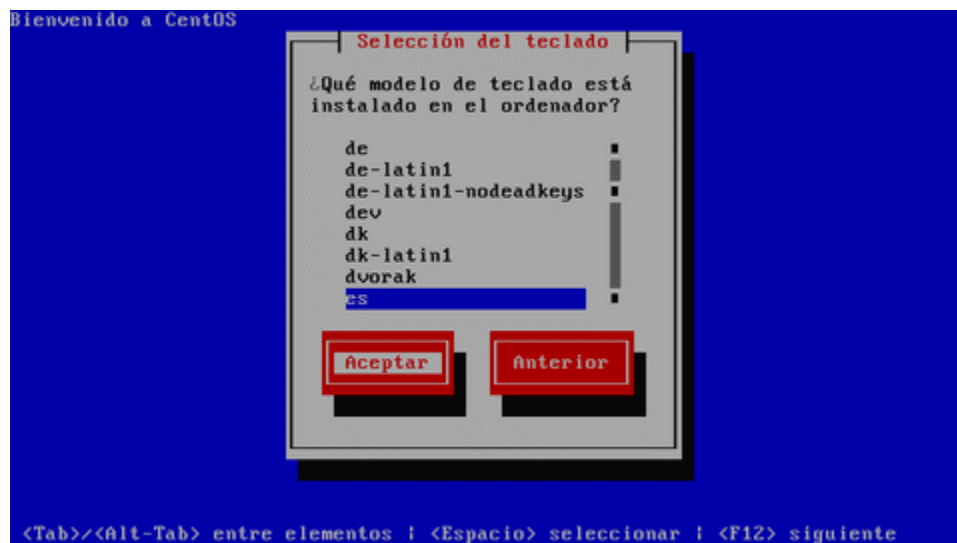 Bienvenido a CentOS
Selección del teclado
¿Qué modelo de teclado está
instalado en el ordenador?
de
de-latin1
de-latin1-nodeadkeys
dev
dk
dk-latin1
dvorak
es
Aceptar Anterior
<Tab>/<Alt-Tab> entre elementos | <Espacio> seleccionar | <F12> siguiente